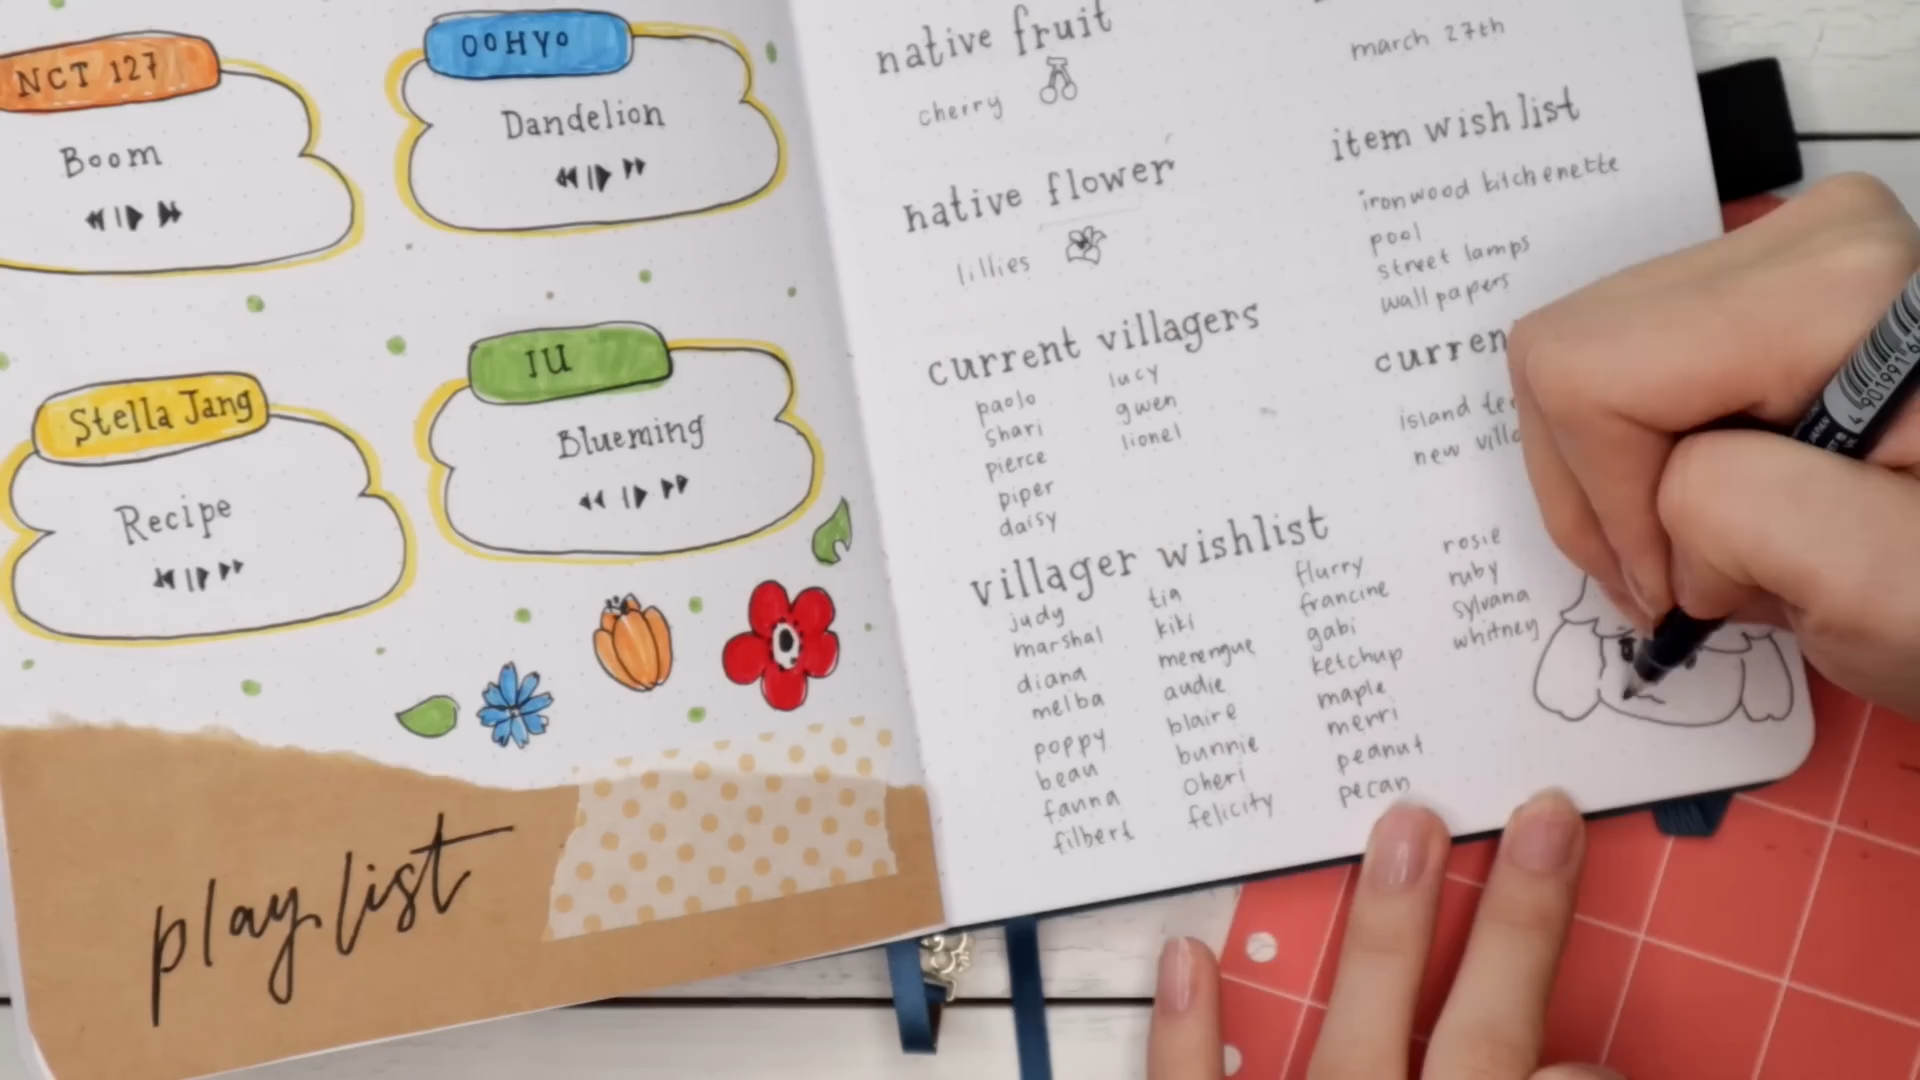 NCT 127
Boom
OOHYO
Dandelion
Stella Jang
Recipe
IU
Blueming
playlist
native fruit
cherry
native flower
lillies
current villagers
paolo
shari
pierce
piper
daisy
lucy
gwen
lionel
villager wishlist
judy
marshal
diana
melba
poppy
beau
fauna
filbert
tia
kiki
merengue
audie
blaire
bunnie
cheri
felicity
flurry
francine
gabi
ketchup
maple
merri
peanut
pecan
rosie
ruby
sylvana
whitney
march 27th
item wish list
ironwood kitchenette
pool
street lamps
wall papers
island
new